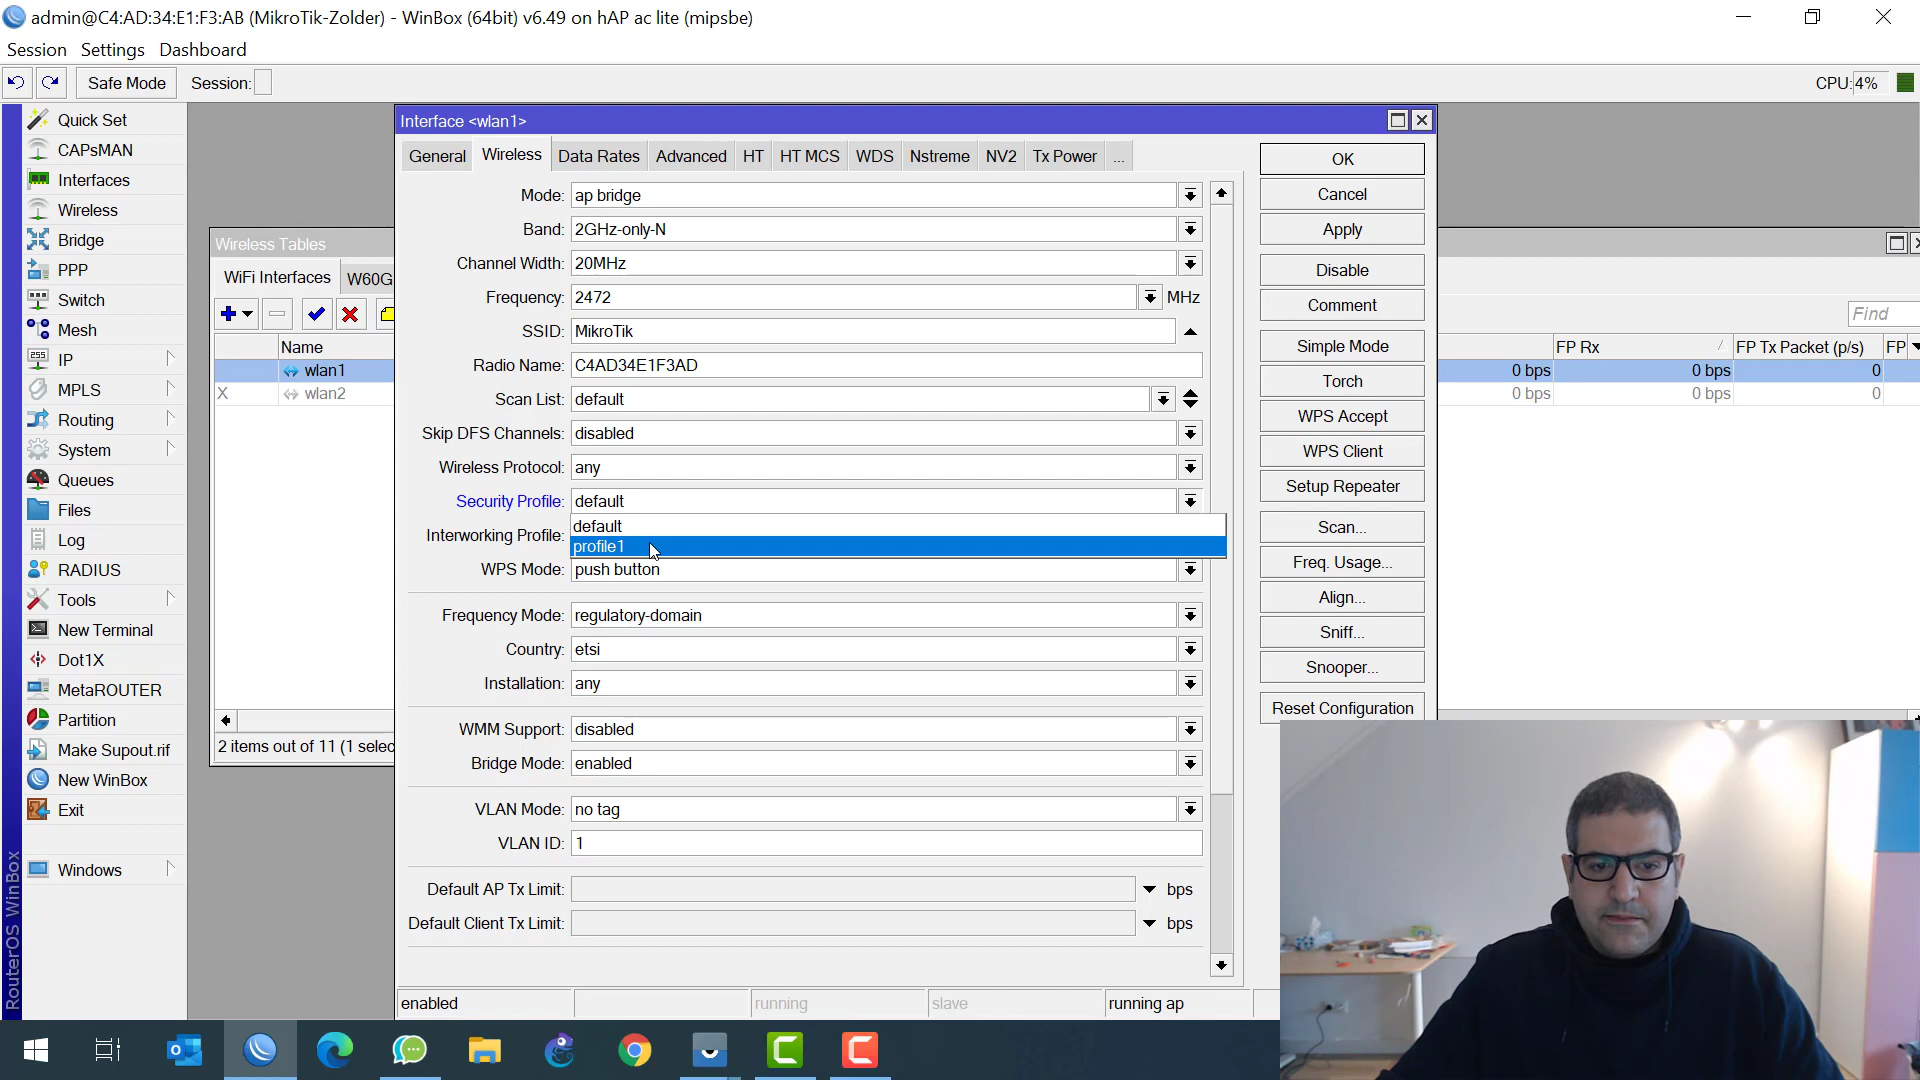 admin@C4:AD:34:E1:F3:AB (MikroTik-Zolder) - WinBox (64bit) v6.49 on hAP ac lite (mipsbe)
Session Settings Dashboard
Safe Mode Session: CPU: 4%
Quick Set
CAPsMAN
Interfaces
Wireless
Bridge
PPP
Switch
Mesh
IP
MPLS
Routing
System
Queues
Files
Log
RADIUS
Tools
New Terminal
Dot1X
MetaROUTER
Partition
Make Supout.rif
New WinBox
Exit
Windows
RouterOS WinBox
Wireless Tables
WiFi Interfaces W60G
Name
wlan1
X wlan2
2 items out of 11 (1 selec
Interface <wlan1>
General Wireless Data Rates Advanced HT HT MCS WDS Nstreme NV2 Tx Power ...
Mode: ap bridge
Band: 2GHz-only-N
Channel Width: 20MHz
Frequency: 2472 MHz
SSID: MikroTik
Radio Name: C4AD34E1F3AD
Scan List: default
Skip DFS Channels: disabled
Wireless Protocol: any
Security Profile: default
default
Interworking Profile:
profile1
WPS Mode: push button
Frequency Mode: regulatory-domain
Country: etsi
Installation: any
WMM Support: disabled
Bridge Mode: enabled
VLAN Mode: no tag
VLAN ID: 1
Default AP Tx Limit: bps
Default Client Tx Limit: bps
enabled running slave running ap
OK
Cancel
Apply
Disable
Comment
Simple Mode
Torch
WPS Accept
WPS Client
Setup Repeater
Scan...
Freq. Usage...
Align...
Sniff...
Snooper...
Reset Configuration
Find
FP Rx FP Tx Packet (p/s) FP
0 bps 0 bps 0
0 bps 0 bps 0